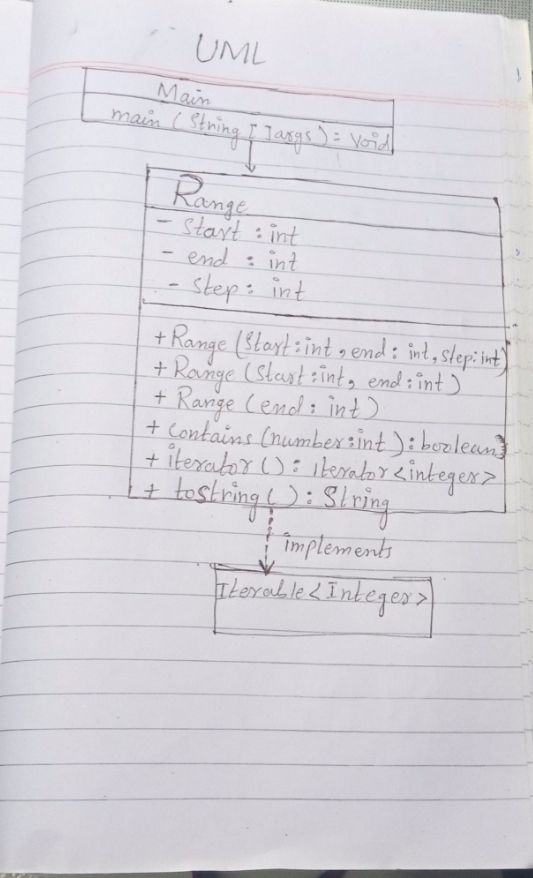 UML
Main
main (String [ ] args) : void
Range
- start : int
- end : int
- step : int
+ Range (start : int, end : int, step : int)
+ Range (start : int, end : int)
+ Range (end : int)
+ contains (number : int) : boolean
+ iterator () : iterator<integer>
+ toString () : String
implements
Iterable<Integer>